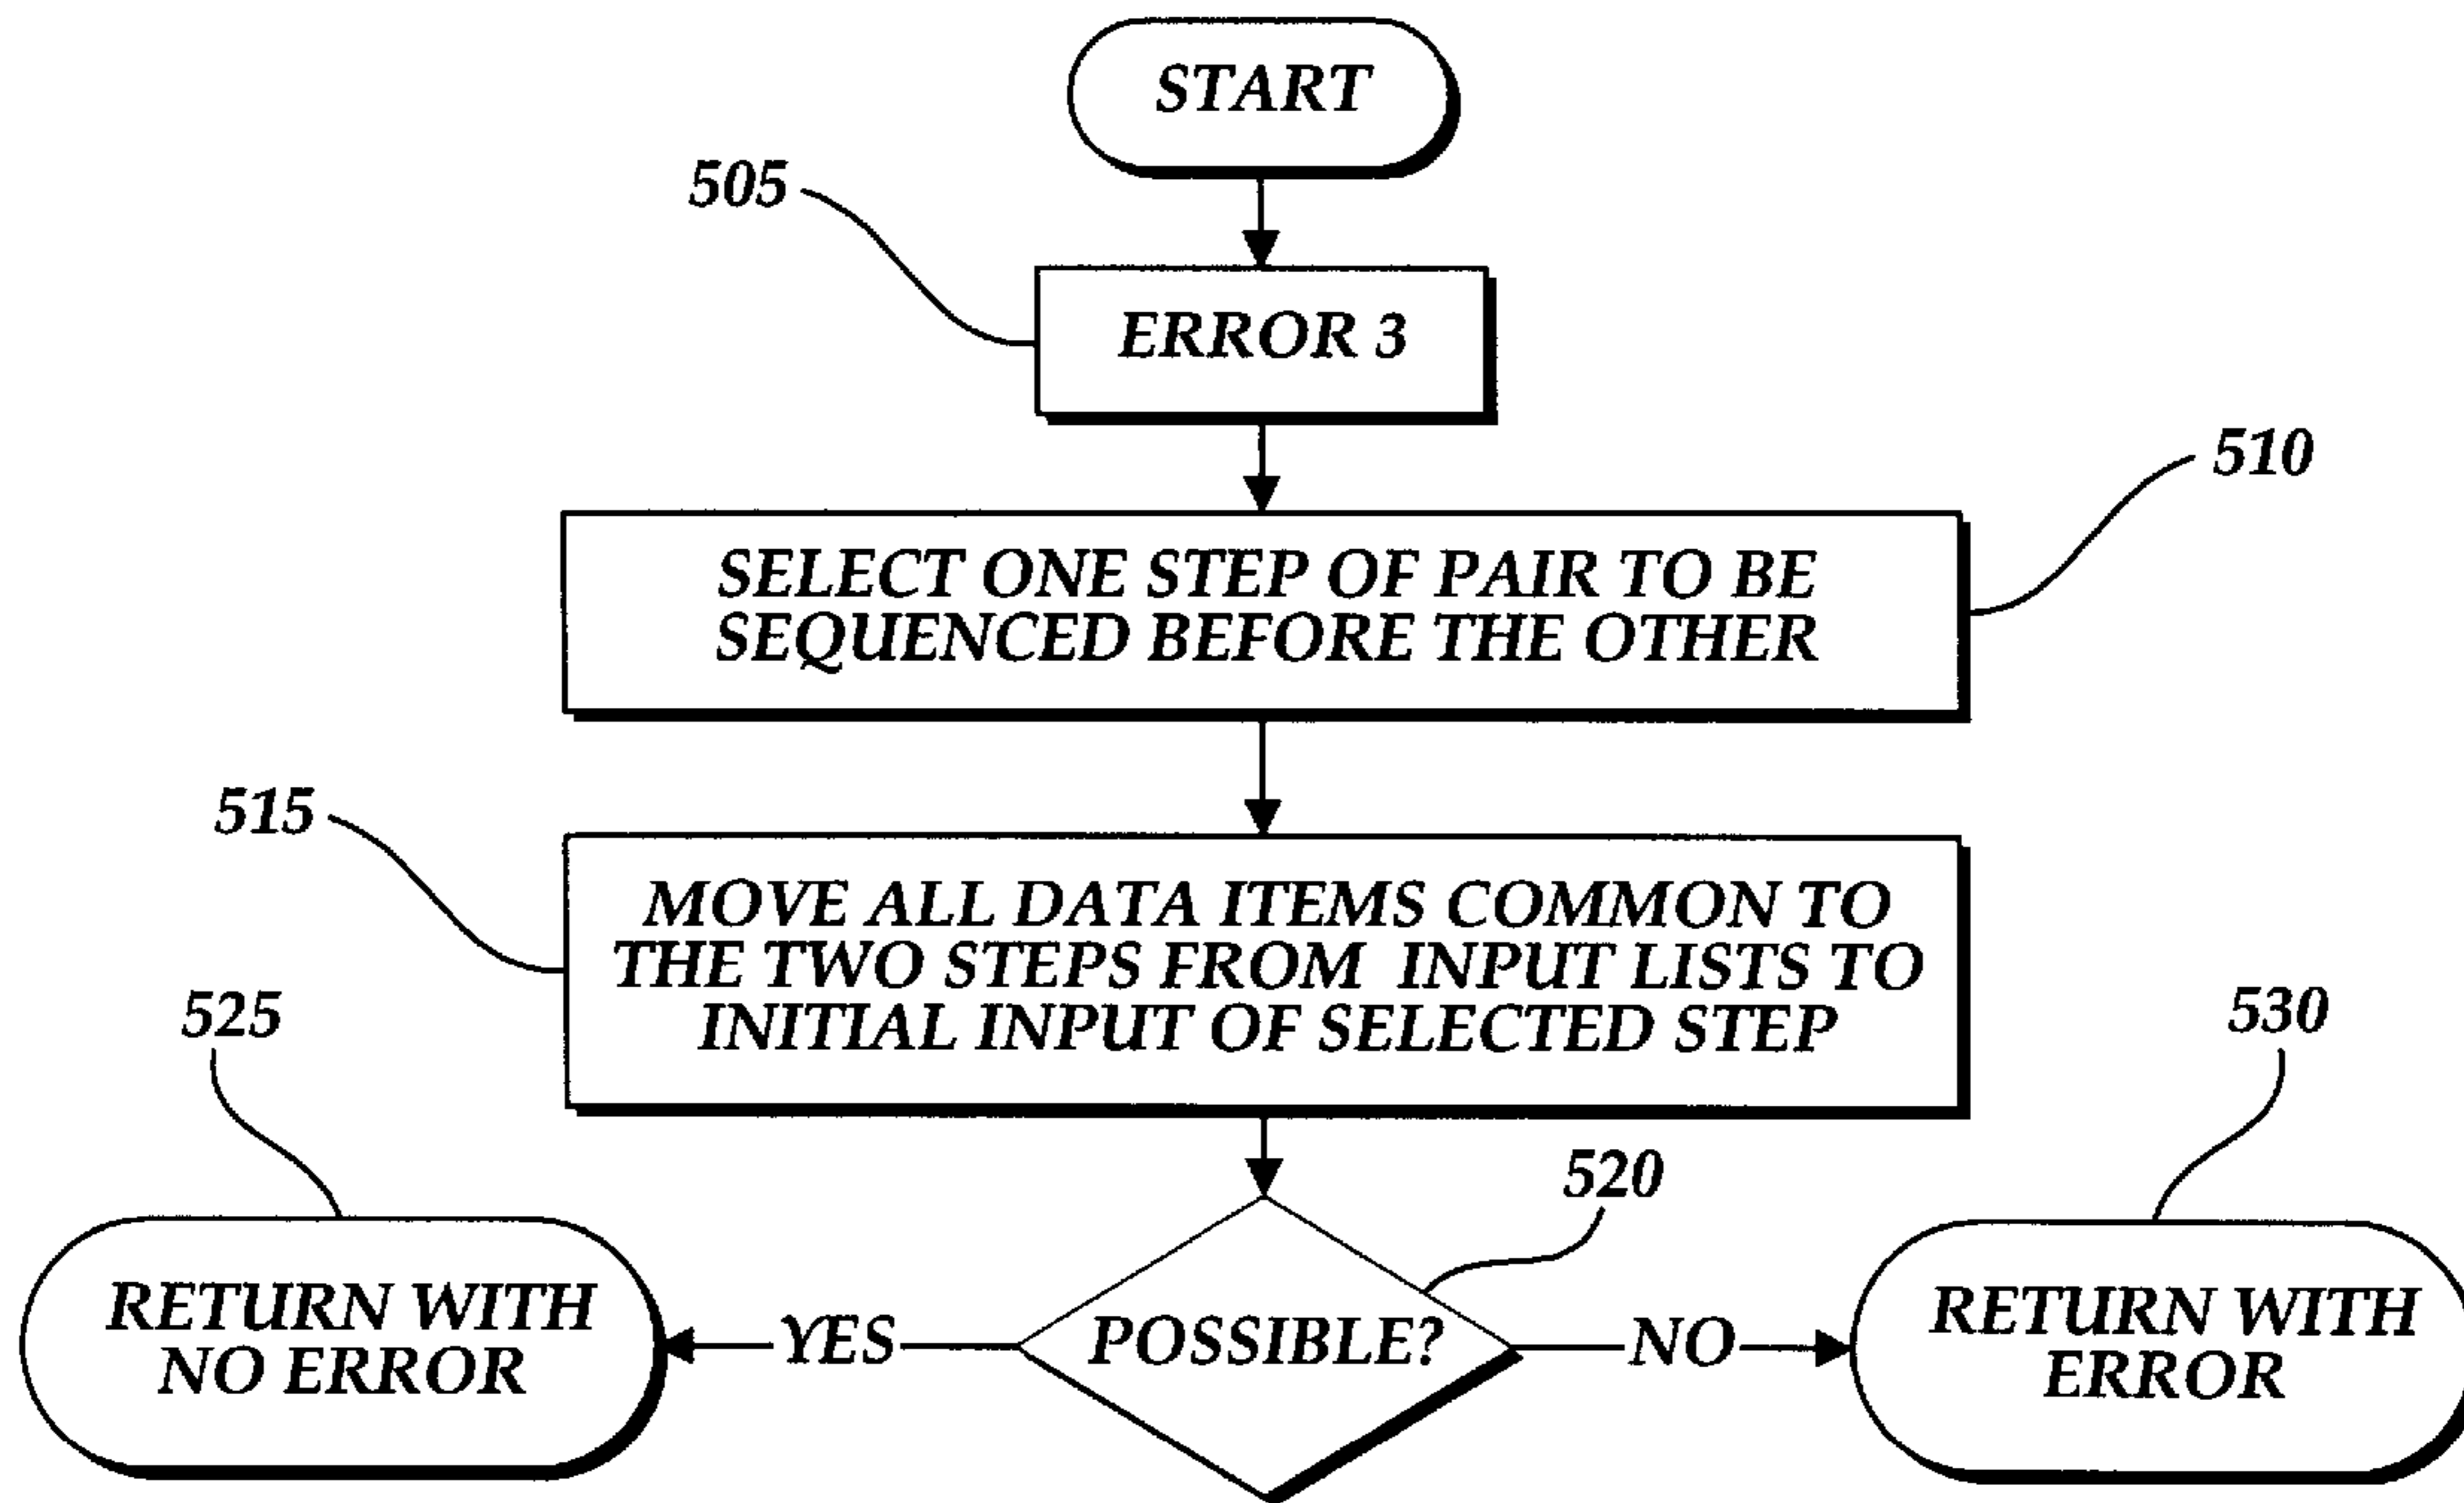 START
505
ERROR 3
510
SELECT ONE STEP OF PAIR TO BE
SEQUENCED BEFORE THE OTHER
515
MOVE ALL DATA ITEMS COMMON TO
THE TWO STEPS FROM INPUT LISTS TO
INITIAL INPUT OF SELECTED STEP
525
530
520
RETURN WITH
NO ERROR
YES
POSSIBLE?
NO
RETURN WITH
ERROR